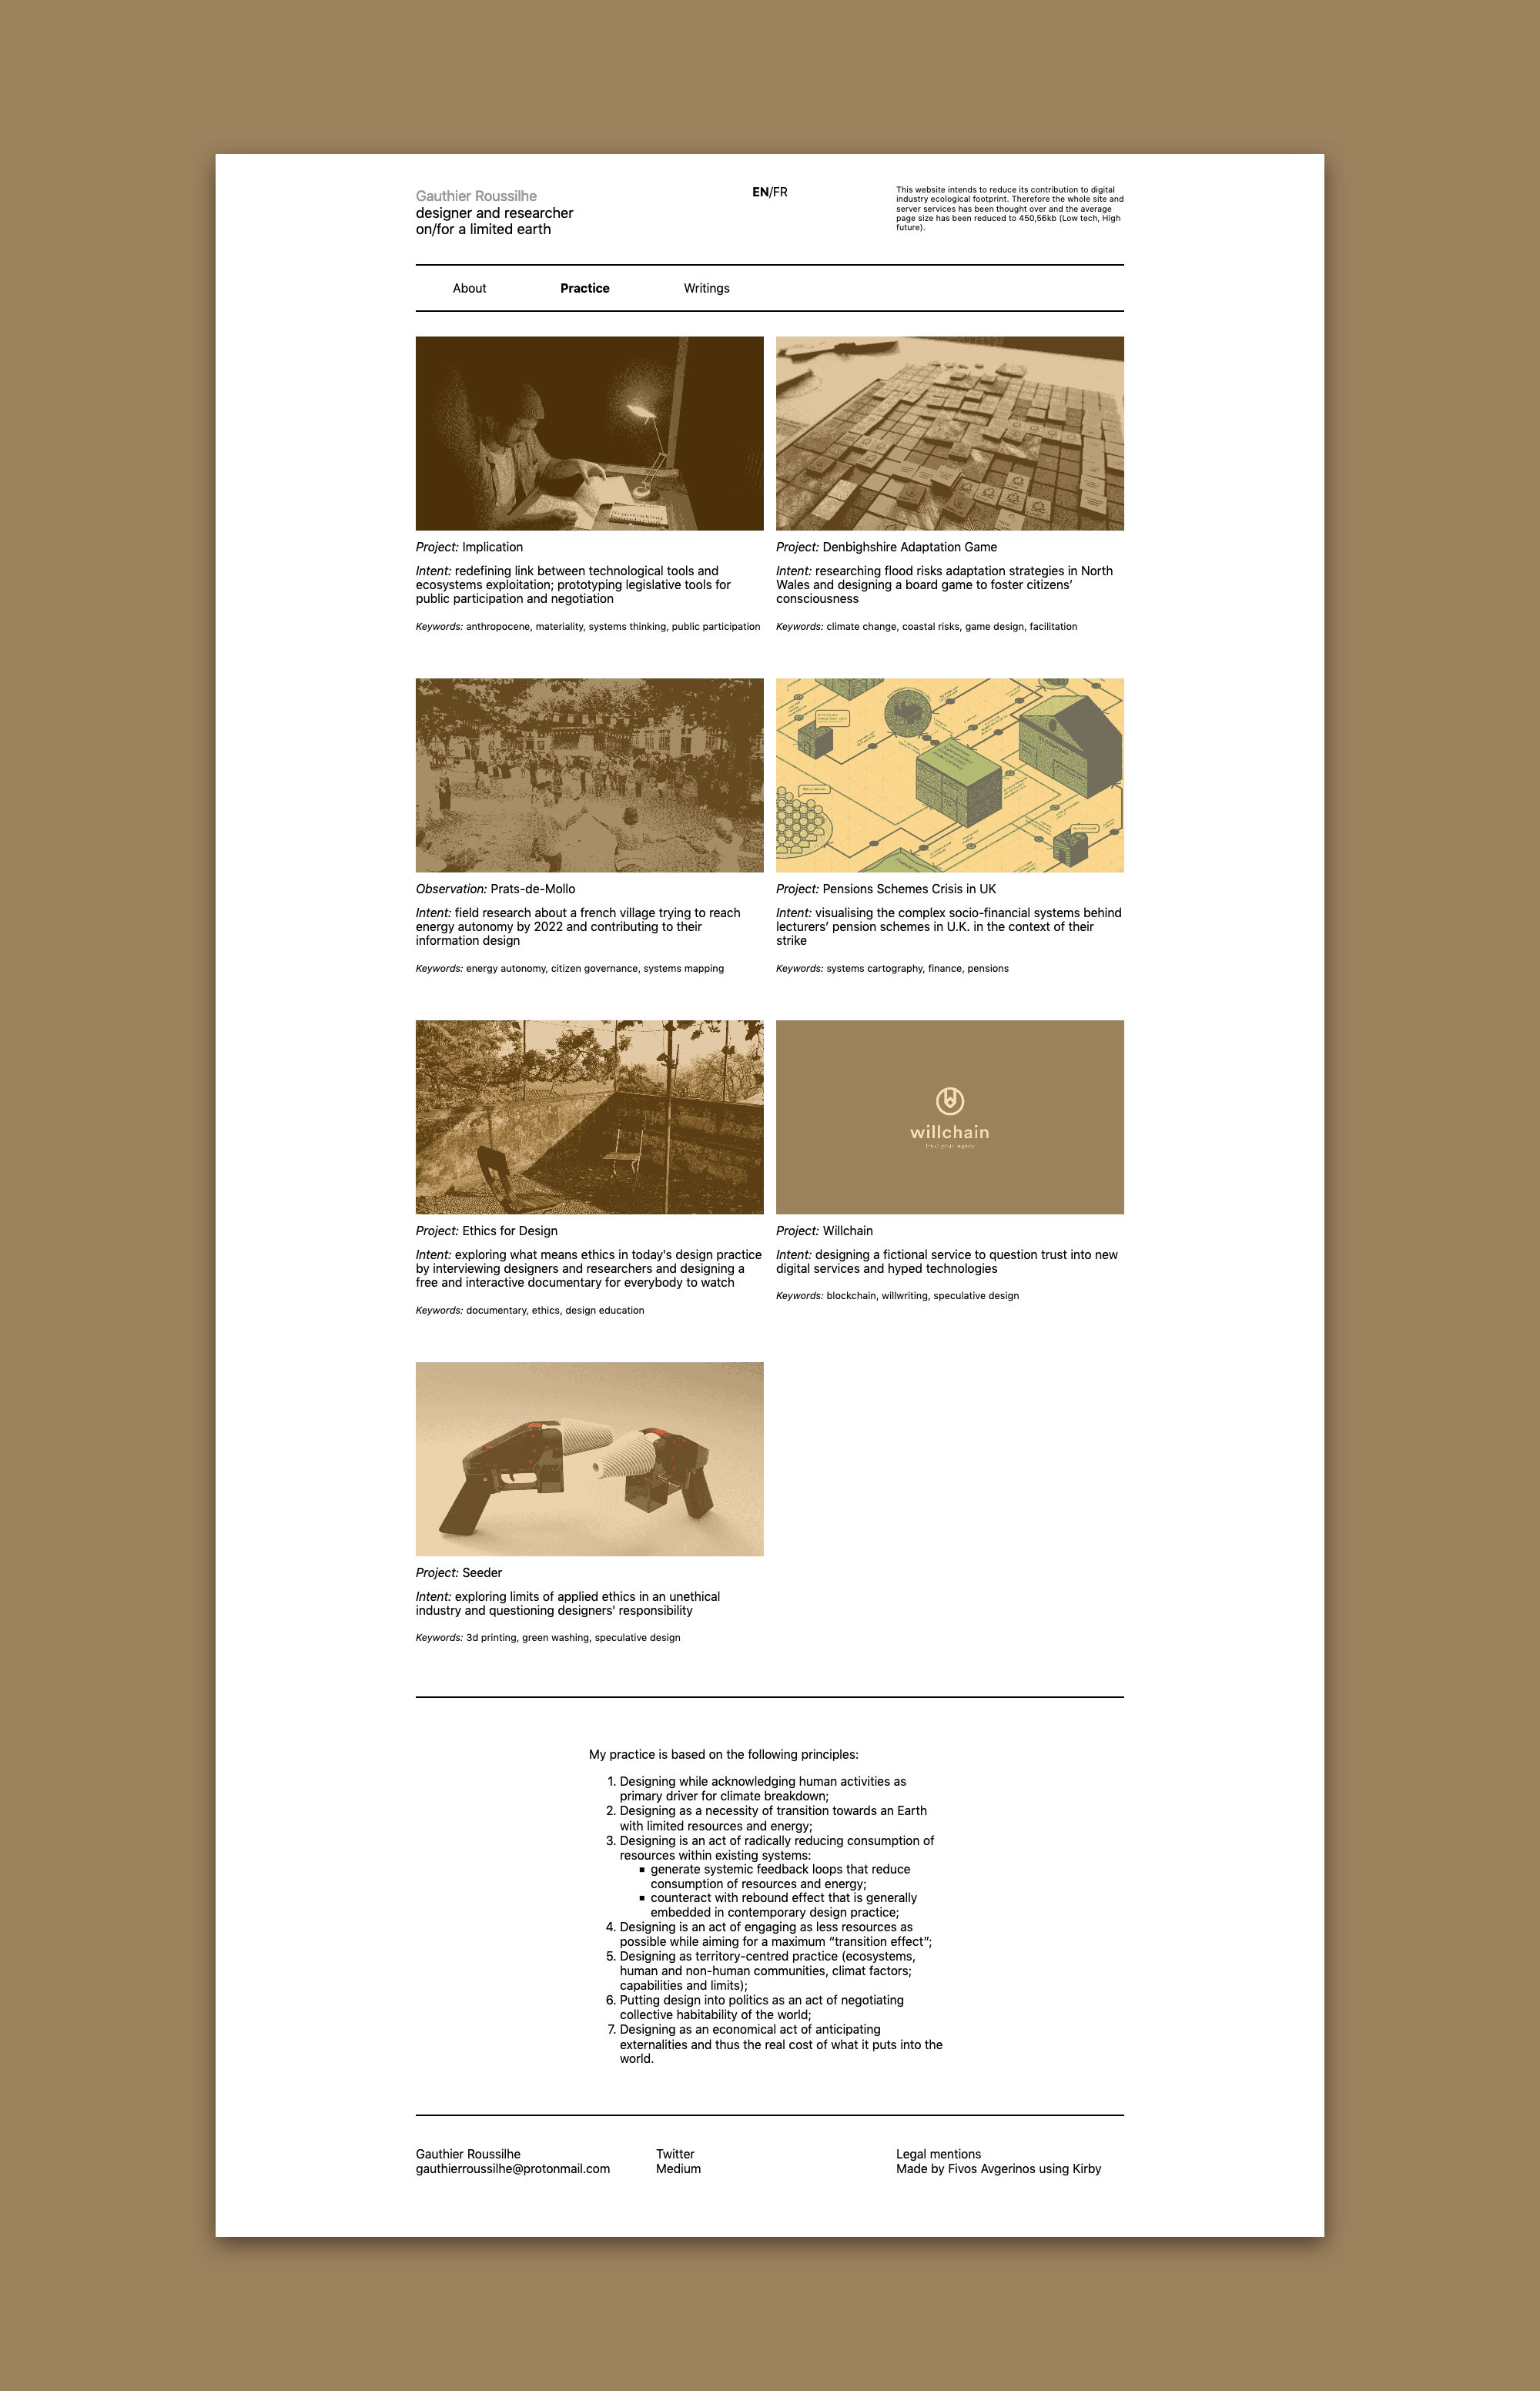 Gauthier Roussilhe
designer and researcher
on/for a limited earth
EN/FR
This website intends to reduce its contribution to digital
industry ecological footprint. Therefore the whole site and
server services has been thought over and the average
page size has been reduced to 450,56kb (Low tech, High
future).
About
Practice
Writings
Project: Implication
Intent: redefining link between technological tools and
ecosystems exploitation; prototyping legislative tools for
public participation and negotiation
Keywords: anthropocene, materiality, systems thinking, public participation
Project: Denbighshire Adaptation Game
Intent: researching flood risks adaptation strategies in North
Wales and designing a board game to foster citizens’
consciousness
Keywords: climate change, coastal risks, game design, facilitation
Observation: Prats-de-Mollo
Intent: field research about a french village trying to reach
energy autonomy by 2022 and contributing to their
information design
Keywords: energy autonomy, citizen governance, systems mapping
Project: Pensions Schemes Crisis in UK
Intent: visualising the complex socio-financial systems behind
lecturers’ pension schemes in U.K. in the context of their
strike
Keywords: systems cartography, finance, pensions
Project: Ethics for Design
Intent: exploring what means ethics in today's design practice
by interviewing designers and researchers and designing a
free and interactive documentary for everybody to watch
Keywords: documentary, ethics, design education
willchain
trust your legacy
Project: Willchain
Intent: designing a fictional service to question trust into new
digital services and hyped technologies
Keywords: blockchain, willwriting, speculative design
Project: Seeder
Intent: exploring limits of applied ethics in an unethical
industry and questioning designers' responsibility
Keywords: 3d printing, green washing, speculative design
My practice is based on the following principles:
1. Designing while acknowledging human activities as
primary driver for climate breakdown;
2. Designing as a necessity of transition towards an Earth
with limited resources and energy;
3. Designing is an act of radically reducing consumption of
resources within existing systems:
▪ generate systemic feedback loops that reduce
consumption of resources and energy;
▪ counteract with rebound effect that is generally
embedded in contemporary design practice;
4. Designing is an act of engaging as less resources as
possible while aiming for a maximum “transition effect”;
5. Designing as territory-centred practice (ecosystems,
human and non-human communities, climat factors;
capabilities and limits);
6. Putting design into politics as an act of negotiating
collective habitability of the world;
7. Designing as an economical act of anticipating
externalities and thus the real cost of what it puts into the
world.
Gauthier Roussilhe
gauthierroussilhe@protonmail.com
Twitter
Medium
Legal mentions
Made by Fivos Avgerinos using Kirby